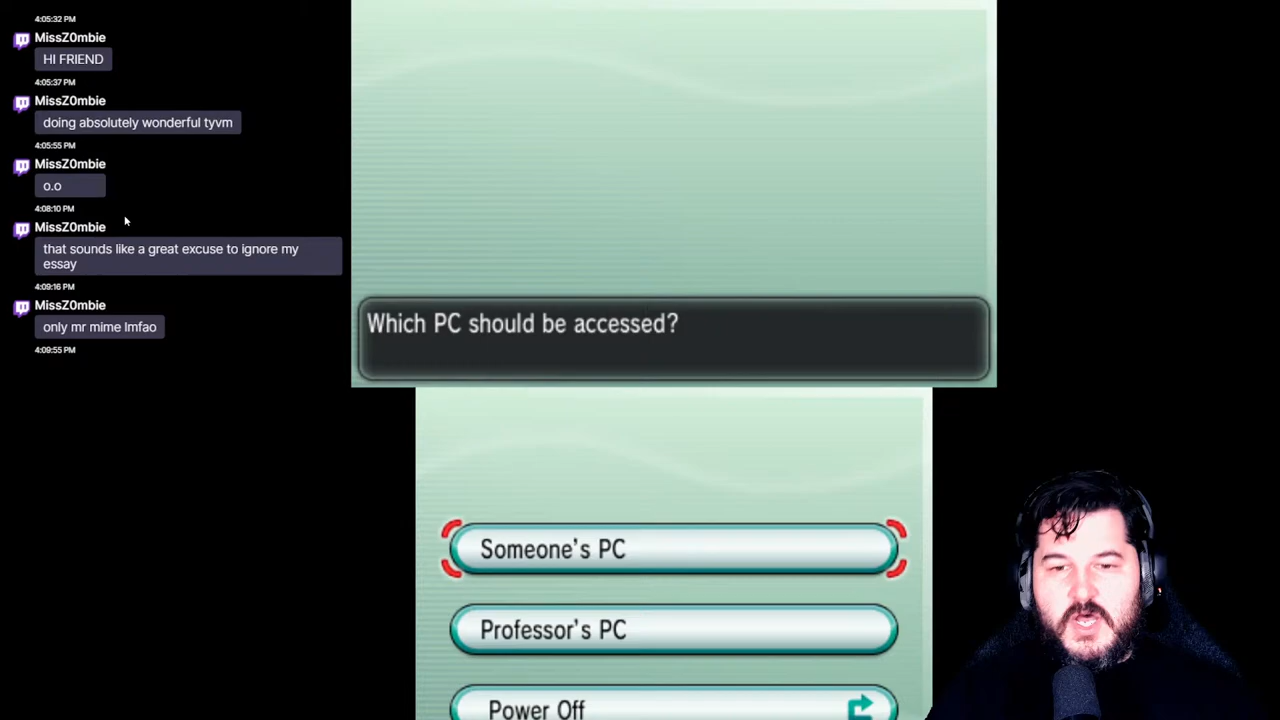 4:05:32 PM
MissZ0mbie
HI FRIEND
4:05:37 PM
MissZ0mbie
doing absolutely wonderful tyvm
4:05:55 PM
MissZ0mbie
o.o
4:08:10 PM
MissZ0mbie
that sounds like a great excuse to ignore my
essay
4:09:16 PM
MissZ0mbie
only mr mime lmfao
4:09:55 PM
Which PC should be accessed?
Someone's PC
Professor's PC
Power Off